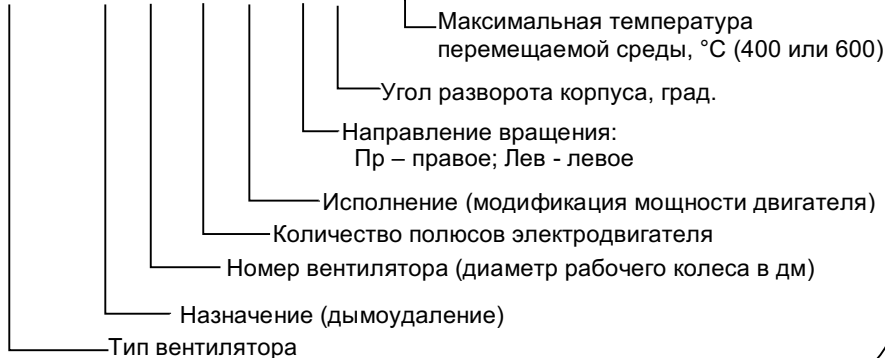 Максимальная температура
перемещаемой среды, °С (400 или 600)
Угол разворота корпуса, град.
Направление вращения:
Пр – правое; Лев - левое
Исполнение (модификация мощности двигателя)
Количество полюсов электродвигателя
Номер вентилятора (диаметр рабочего колеса в дм)
Назначение (дымоудаление)
Тип вентилятора